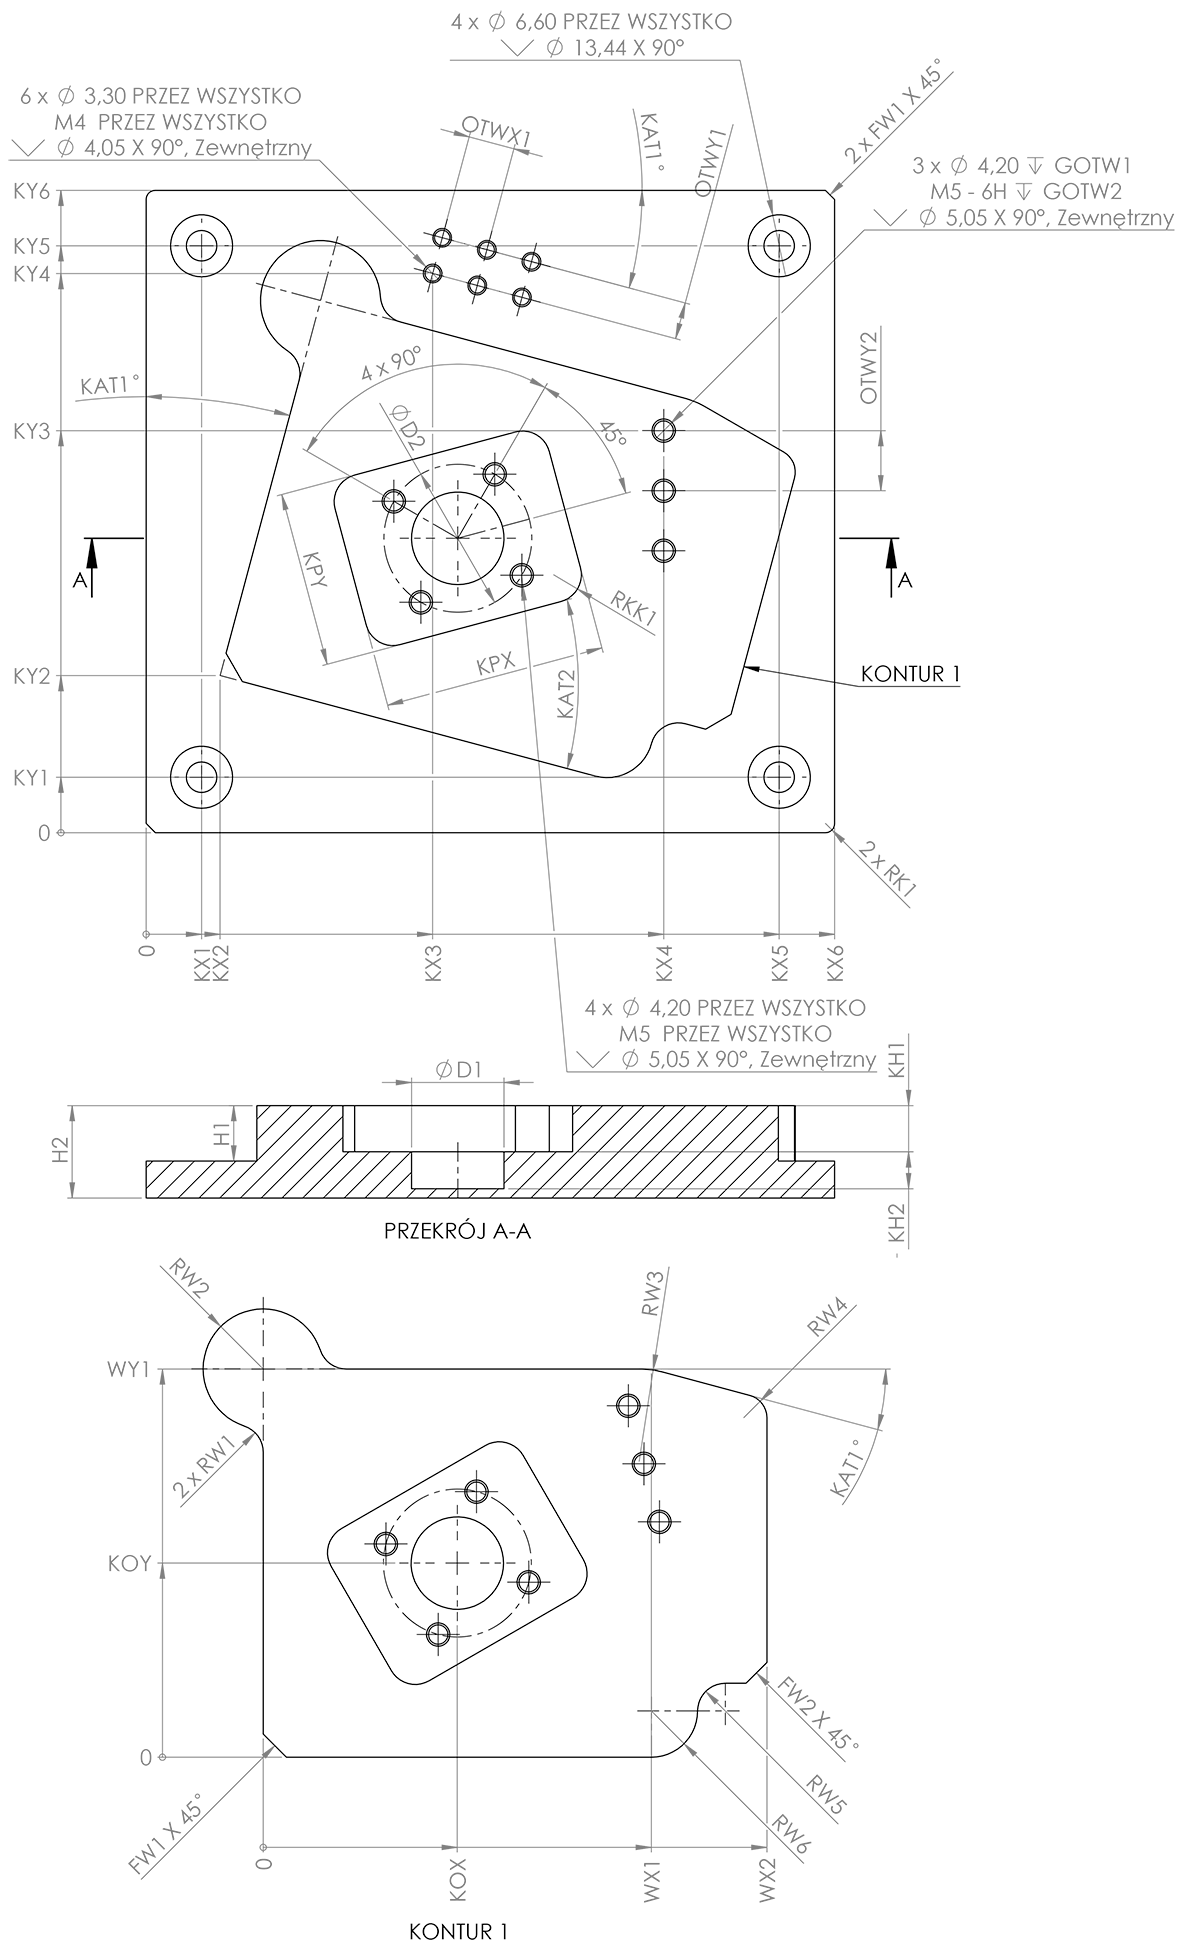 4 x Ø 6,60 PRZEZ WSZYSTKO
Ø 13,44 X 90°
6 x Ø 3,30 PRZEZ WSZYSTKO
M4 PRZEZ WSZYSTKO
Ø 4,05 X 90°, Zewnętrzny
OTWX1
KAT1°
OTWY1
2 x FW1 X 45°
3 x Ø 4,20 ↧ GOTW1
M5 - 6H ↧ GOTW2
Ø 5,05 X 90°, Zewnętrzny
KY6
KY5
KY4
KAT1°
4 x 90°
ØD2
45°
OTWY2
KY3
A
A
KPY
RKK1
KPX
KAT2
KY2
KONTUR 1
KY1
0
2 x RK1
0
KX1
KX2
KX3
KX4
KX5
KX6
4 x Ø 4,20 PRZEZ WSZYSTKO
M5 PRZEZ WSZYSTKO
Ø 5,05 X 90°, Zewnętrzny
ØD1
KH1
H2
H1
KH2
PRZEKRÓJ A-A
RW2
RW3
RW4
WY1
2 x RW1
KAT1°
KOY
FW2 X 45°
0
RW5
RW6
FW1 X 45°
0
KOX
WX1
WX2
KONTUR 1